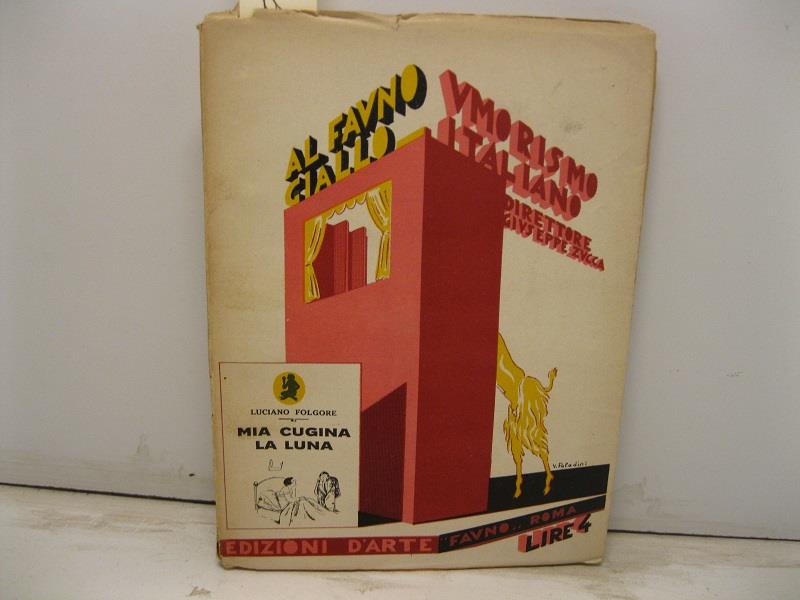 AL FAVNO
GIALLO
VMORISMO
ITALIANO
DIRETTORE
GIVSEPPE ZVCCA
LUCIANO FOLGORE
MIA CUGINA
LA LUNA
V. Paladini
EDIZIONI D'ARTE "FAVNO,, ROMA
LIRE 4